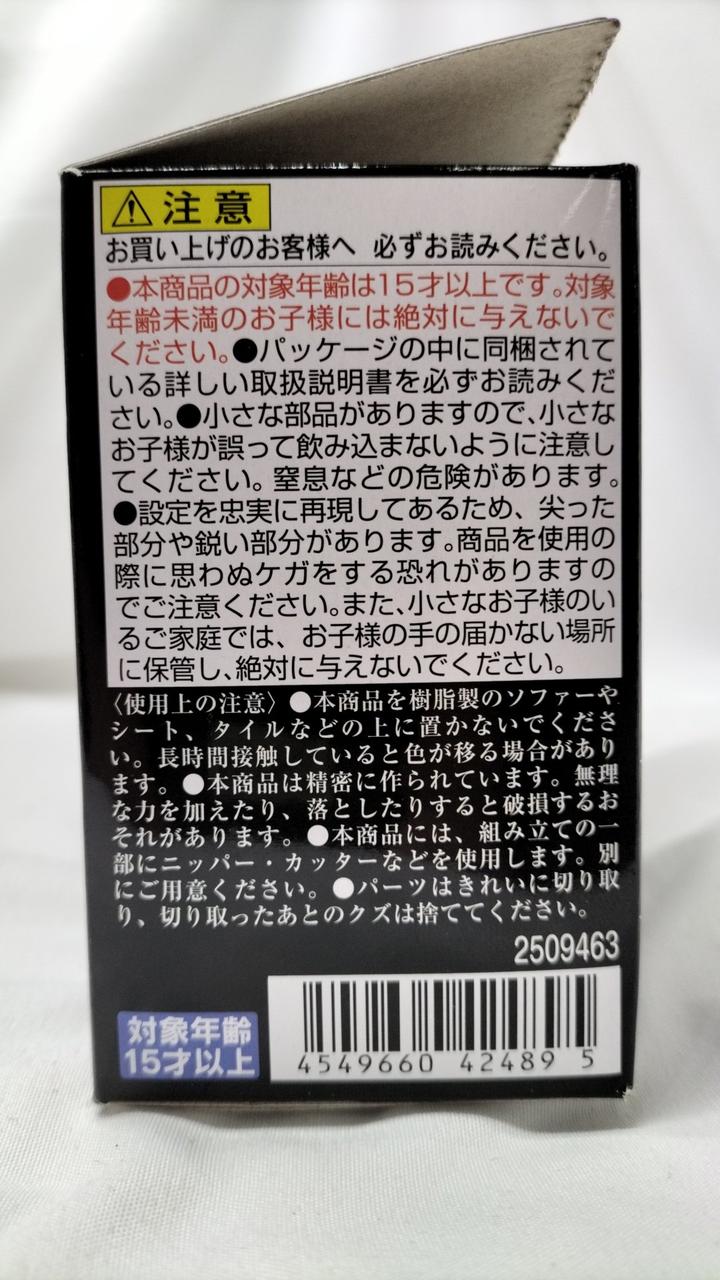 ⚠注意
お買い上げのお客様へ 必ずお読みください。
●本商品の対象年齢は15才以上です。対象
年齢未満のお子様には絶対に与えないで
ください。●パッケージの中に同梱されて
いる詳しい取扱説明書を必ずお読みくだ
さい。●小さな部品がありますので、小さな
お子様が誤って飲み込まないように注意し
てください。窒息などの危険があります。
●設定を忠実に再現してあるため、尖った
部分や鋭い部分があります。商品を使用の
際に思わぬケガをする恐れがありますの
でご注意ください。また、小さなお子様のい
るご家庭では、お子様の手の届かない場所
に保管し、絶対に与えないでください。
〈使用上の注意〉●本商品を樹脂製のソファーや
シート、タイルなどの上に置かないでくださ
い。長時間接触していると色が移る場合があり
ます。●本商品は精密に作られています。無理
な力を加えたり、落としたりすると破損するお
それがあります。●本商品には、組み立ての一
部にニッパー・カッターなどを使用します。別
にご用意ください。●パーツはきれいに切り取
り、切り取ったあとのクズは捨ててください。
2509463
対象年齢
15才以上
4549660 42489 5